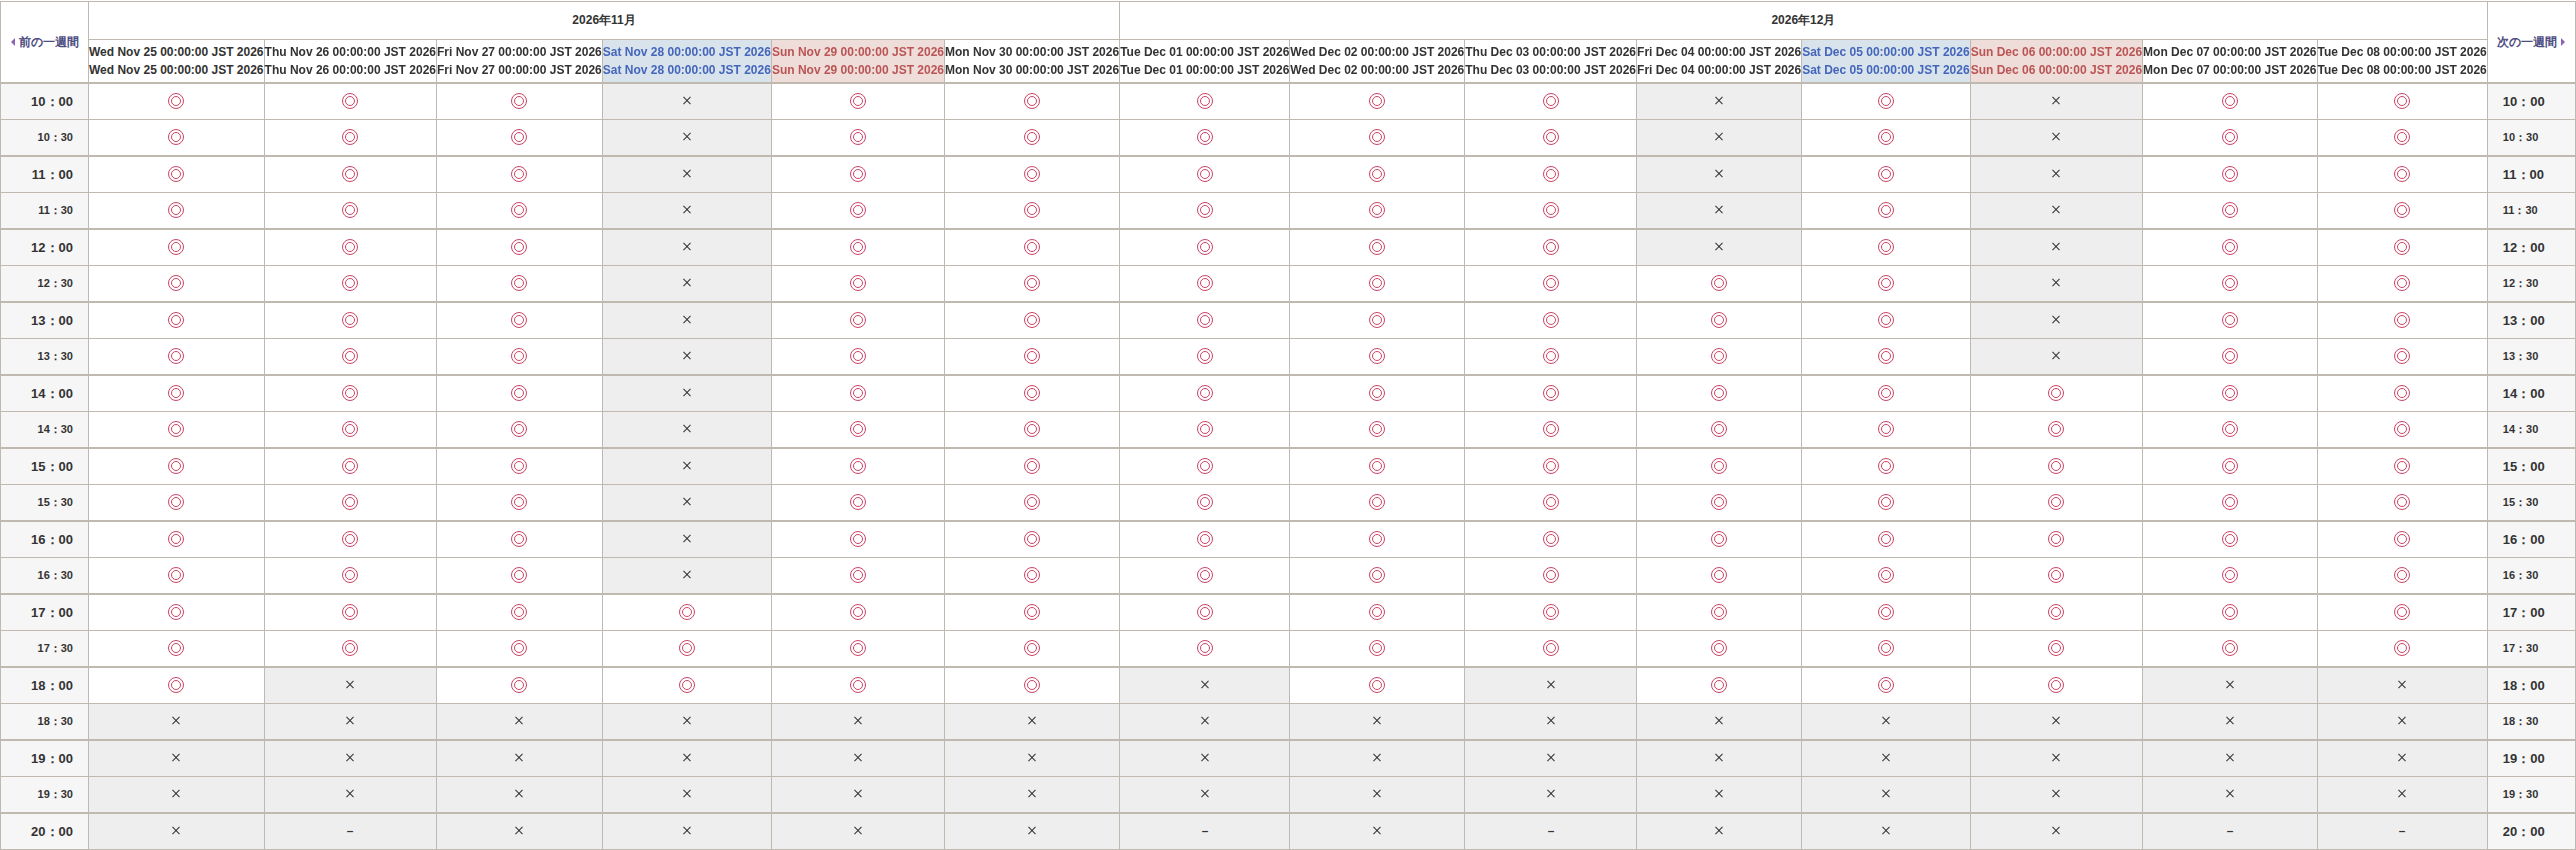 2026年11月 2026年12月
前の一週間 次の一週間
Wed Nov 25 00:00:00 JST 2026 Thu Nov 26 00:00:00 JST 2026 Fri Nov 27 00:00:00 JST 2026 Sat Nov 28 00:00:00 JST 2026 Sun Nov 29 00:00:00 JST 2026 Mon Nov 30 00:00:00 JST 2026 Tue Dec 01 00:00:00 JST 2026 Wed Dec 02 00:00:00 JST 2026 Thu Dec 03 00:00:00 JST 2026 Fri Dec 04 00:00:00 JST 2026 Sat Dec 05 00:00:00 JST 2026 Sun Dec 06 00:00:00 JST 2026 Mon Dec 07 00:00:00 JST 2026 Tue Dec 08 00:00:00 JST 2026
Wed Nov 25 00:00:00 JST 2026 Thu Nov 26 00:00:00 JST 2026 Fri Nov 27 00:00:00 JST 2026 Sat Nov 28 00:00:00 JST 2026 Sun Nov 29 00:00:00 JST 2026 Mon Nov 30 00:00:00 JST 2026 Tue Dec 01 00:00:00 JST 2026 Wed Dec 02 00:00:00 JST 2026 Thu Dec 03 00:00:00 JST 2026 Fri Dec 04 00:00:00 JST 2026 Sat Dec 05 00:00:00 JST 2026 Sun Dec 06 00:00:00 JST 2026 Mon Dec 07 00:00:00 JST 2026 Tue Dec 08 00:00:00 JST 2026
10：00 ◎ ◎ ◎ × ◎ ◎ ◎ ◎ ◎ × ◎ × ◎ ◎ 10：00
10：30 ◎ ◎ ◎ × ◎ ◎ ◎ ◎ ◎ × ◎ × ◎ ◎ 10：30
11：00 ◎ ◎ ◎ × ◎ ◎ ◎ ◎ ◎ × ◎ × ◎ ◎ 11：00
11：30 ◎ ◎ ◎ × ◎ ◎ ◎ ◎ ◎ × ◎ × ◎ ◎ 11：30
12：00 ◎ ◎ ◎ × ◎ ◎ ◎ ◎ ◎ × ◎ × ◎ ◎ 12：00
12：30 ◎ ◎ ◎ × ◎ ◎ ◎ ◎ ◎ ◎ ◎ × ◎ ◎ 12：30
13：00 ◎ ◎ ◎ × ◎ ◎ ◎ ◎ ◎ ◎ ◎ × ◎ ◎ 13：00
13：30 ◎ ◎ ◎ × ◎ ◎ ◎ ◎ ◎ ◎ ◎ × ◎ ◎ 13：30
14：00 ◎ ◎ ◎ × ◎ ◎ ◎ ◎ ◎ ◎ ◎ ◎ ◎ ◎ 14：00
14：30 ◎ ◎ ◎ × ◎ ◎ ◎ ◎ ◎ ◎ ◎ ◎ ◎ ◎ 14：30
15：00 ◎ ◎ ◎ × ◎ ◎ ◎ ◎ ◎ ◎ ◎ ◎ ◎ ◎ 15：00
15：30 ◎ ◎ ◎ × ◎ ◎ ◎ ◎ ◎ ◎ ◎ ◎ ◎ ◎ 15：30
16：00 ◎ ◎ ◎ × ◎ ◎ ◎ ◎ ◎ ◎ ◎ ◎ ◎ ◎ 16：00
16：30 ◎ ◎ ◎ × ◎ ◎ ◎ ◎ ◎ ◎ ◎ ◎ ◎ ◎ 16：30
17：00 ◎ ◎ ◎ ◎ ◎ ◎ ◎ ◎ ◎ ◎ ◎ ◎ ◎ ◎ 17：00
17：30 ◎ ◎ ◎ ◎ ◎ ◎ ◎ ◎ ◎ ◎ ◎ ◎ ◎ ◎ 17：30
18：00 ◎ × ◎ ◎ ◎ ◎ × ◎ × ◎ ◎ ◎ × × 18：00
18：30 × × × × × × × × × × × × × × 18：30
19：00 × × × × × × × × × × × × × × 19：00
19：30 × × × × × × × × × × × × × × 19：30
20：00 × − × × × × − × − × × × − − 20：00